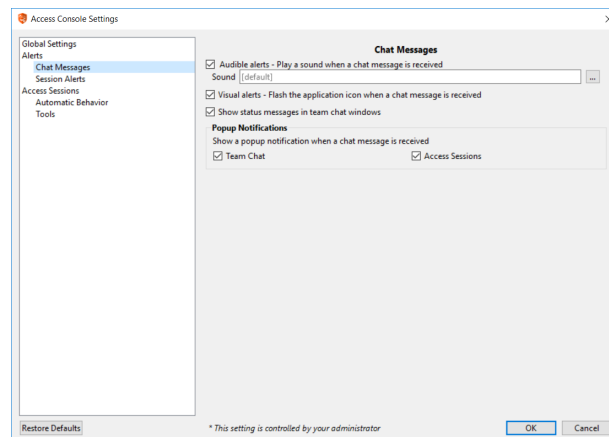 Access Console Settings
Global Settings
Alerts
Chat Messages
Session Alerts
Access Sessions
Automatic Behavior
Tools
Chat Messages
Audible alerts - Play a sound when a chat message is received
Sound [default] ...
Visual alerts - Flash the application icon when a chat message is received
Show status messages in team chat windows
Popup Notifications
Show a popup notification when a chat message is received
Team Chat Access Sessions
Restore Defaults * This setting is controlled by your administrator OK Cancel